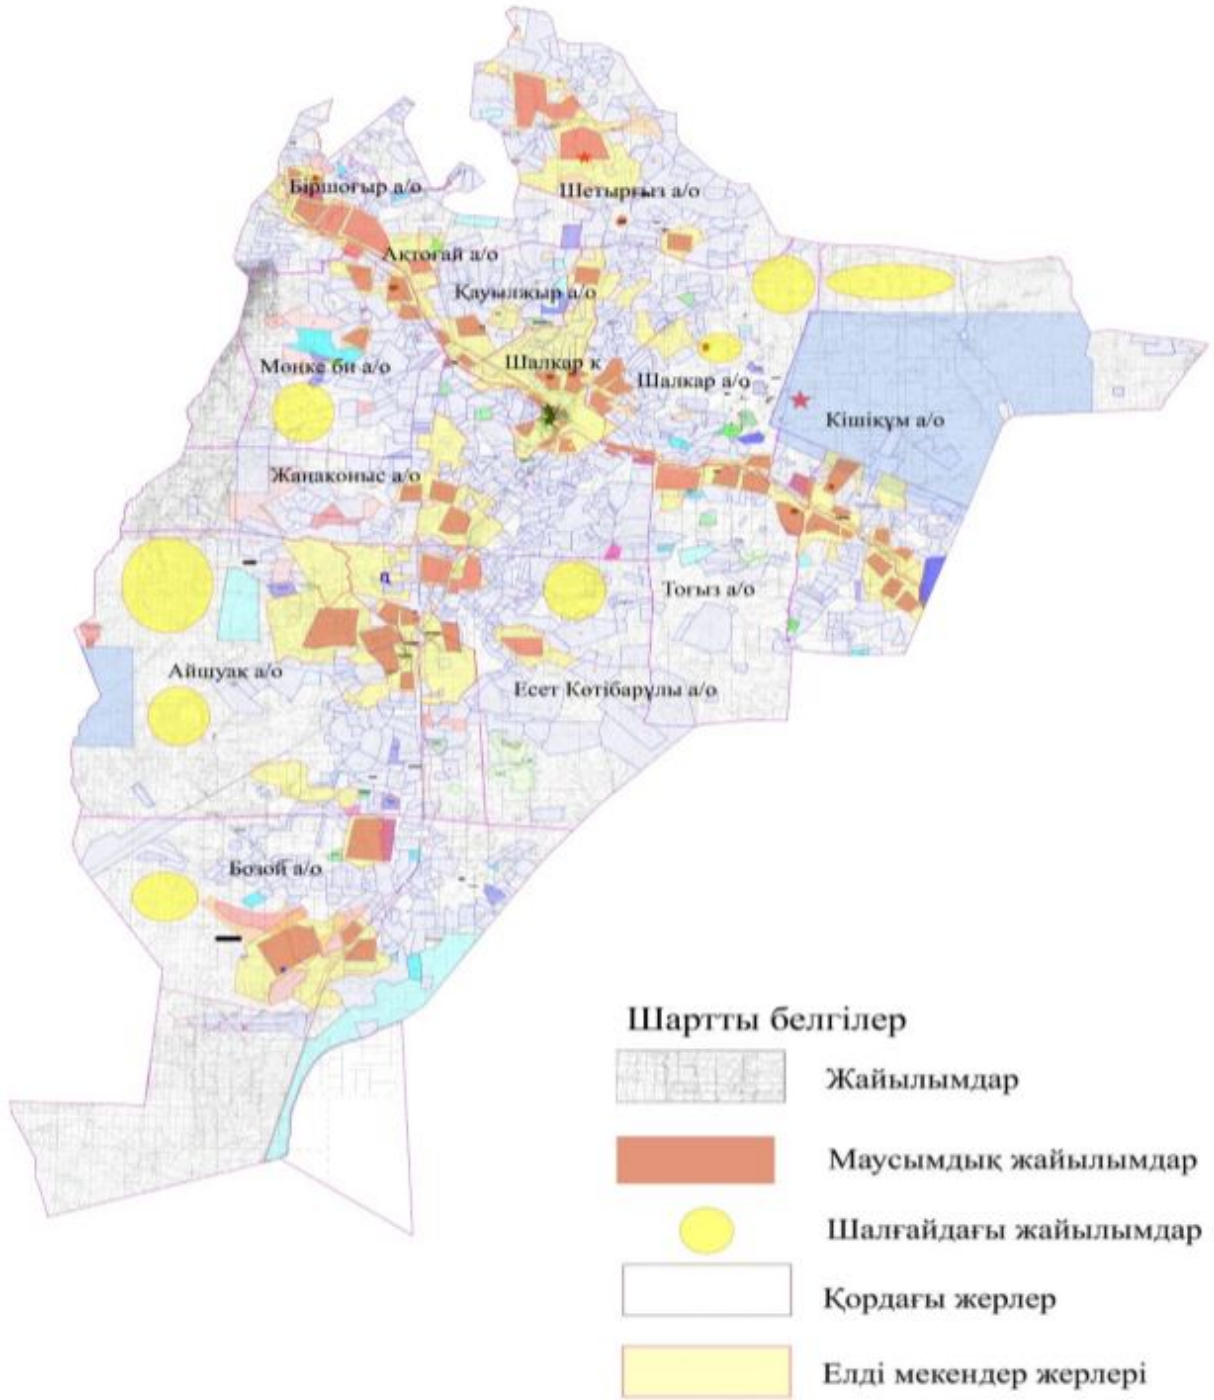 Біршоғыр а/о
Шетырғыз а/о
Ақтоғай а/о
Қауылжыр а/о
Мөңке би а/о
Шалқар қ
Шалқар а/о
Кішіқұм а/о
Жаңақоныс а/о
Тоғыз а/о
Айшуақ а/о
Есет Көтібарұлы а/о
Бозой а/о
Шартты белгілер
Жайылымдар
Маусымдық жайылымдар
Шалғайдағы жайылымдар
Қордағы жерлер
Елді мекендер жерлері